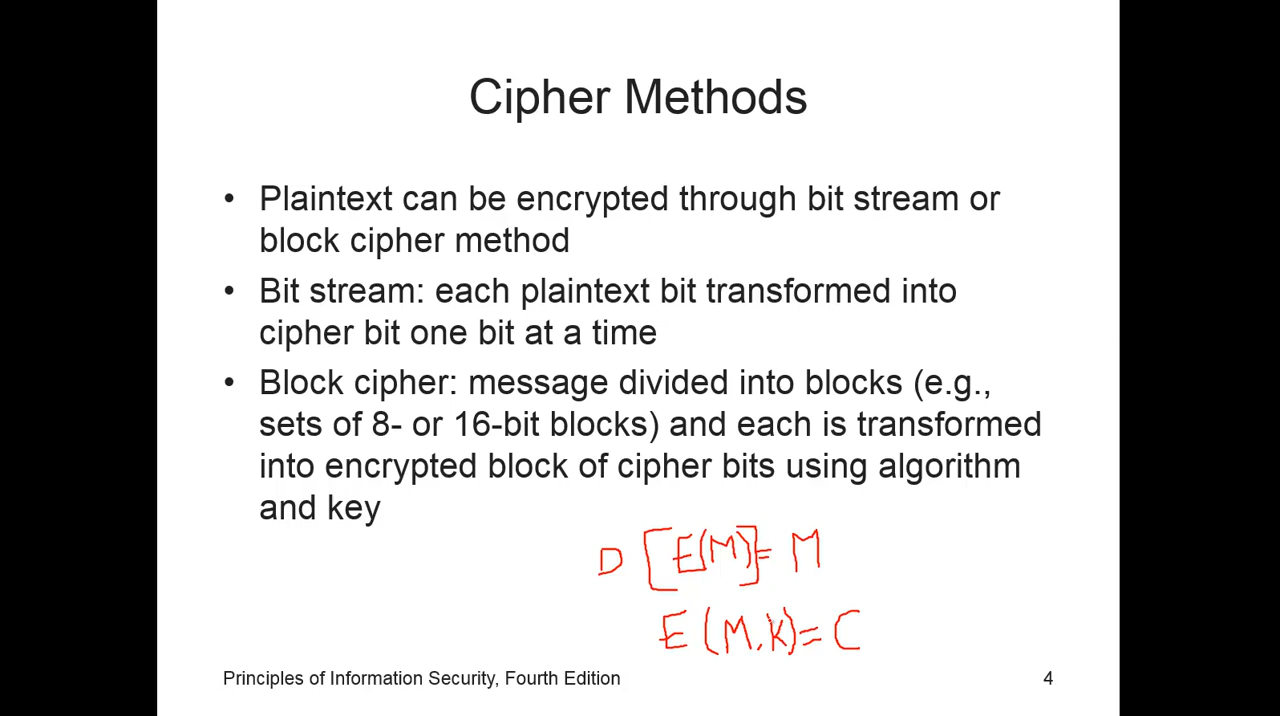 Cipher Methods
• Plaintext can be encrypted through bit stream or
block cipher method
• Bit stream: each plaintext bit transformed into
cipher bit one bit at a time
• Block cipher: message divided into blocks (e.g.,
sets of 8- or 16-bit blocks) and each is transformed
into encrypted block of cipher bits using algorithm
and key
D [E(M)]= M
E (M,K)= C
Principles of Information Security, Fourth Edition 4